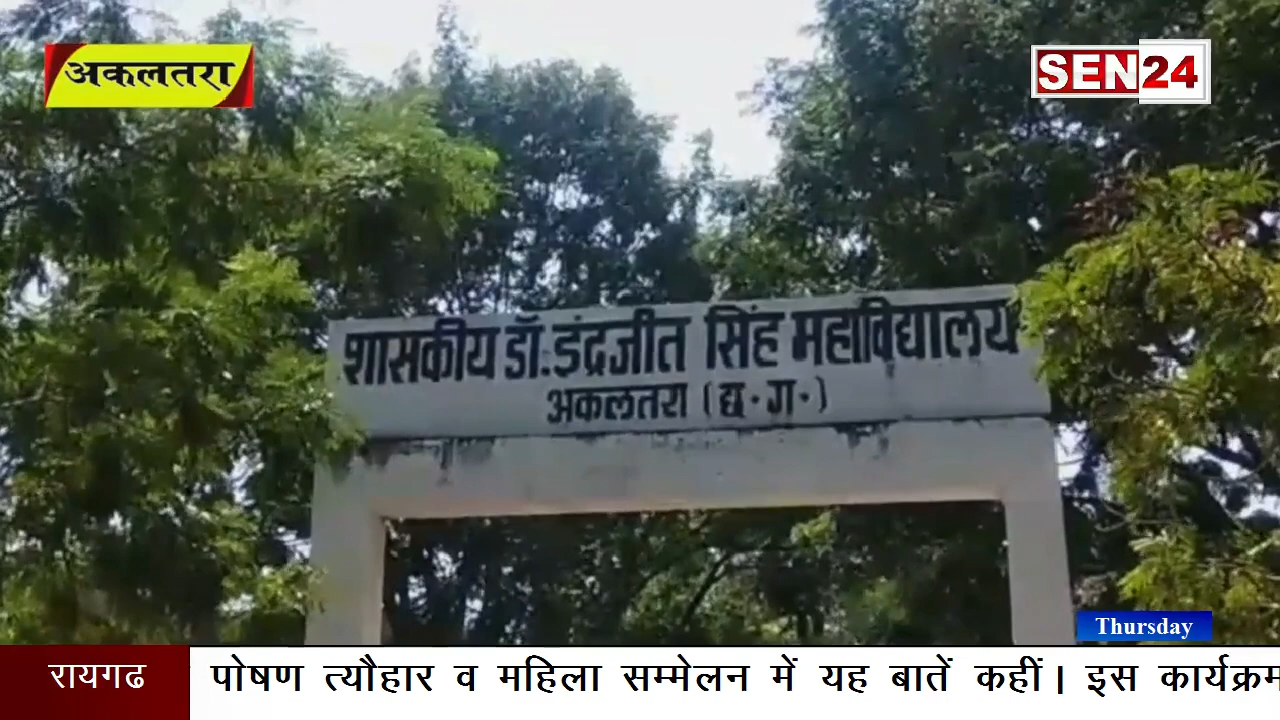 अकलतरा
SEN24
शासकीय डॉ. इंद्रजीत सिंह महाविद्यालय
अकलतरा (छ.ग.)
Thursday
रायगढ
पोषण त्यौहार व महिला सम्मेलन में यह बातें कहीं। इस कार्यक्रम